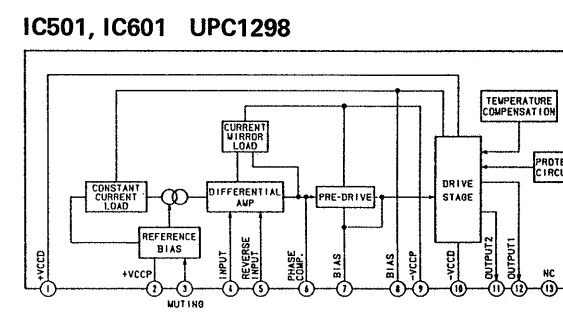 IC501, IC601 UPC1298
TEMPERATURE
COMPENSATION
CURRENT
MIRROR
LOAD
CONSTANT
CURRENT
LOAD
DIFFERENTIAL
AMP
PRE-DRIVE
DRIVE
STAGE
REFERENCE
BIAS
+VCCD
+VCCP
INPUT
REVERSE
INPUT
PHASE
COMP.
BIAS
BIAS
-VCCP
-VCCD
OUTPUT2
OUTPUT1
NC
1 2 3 4 5 6 7 8 9 10 11 12 13
MUTING